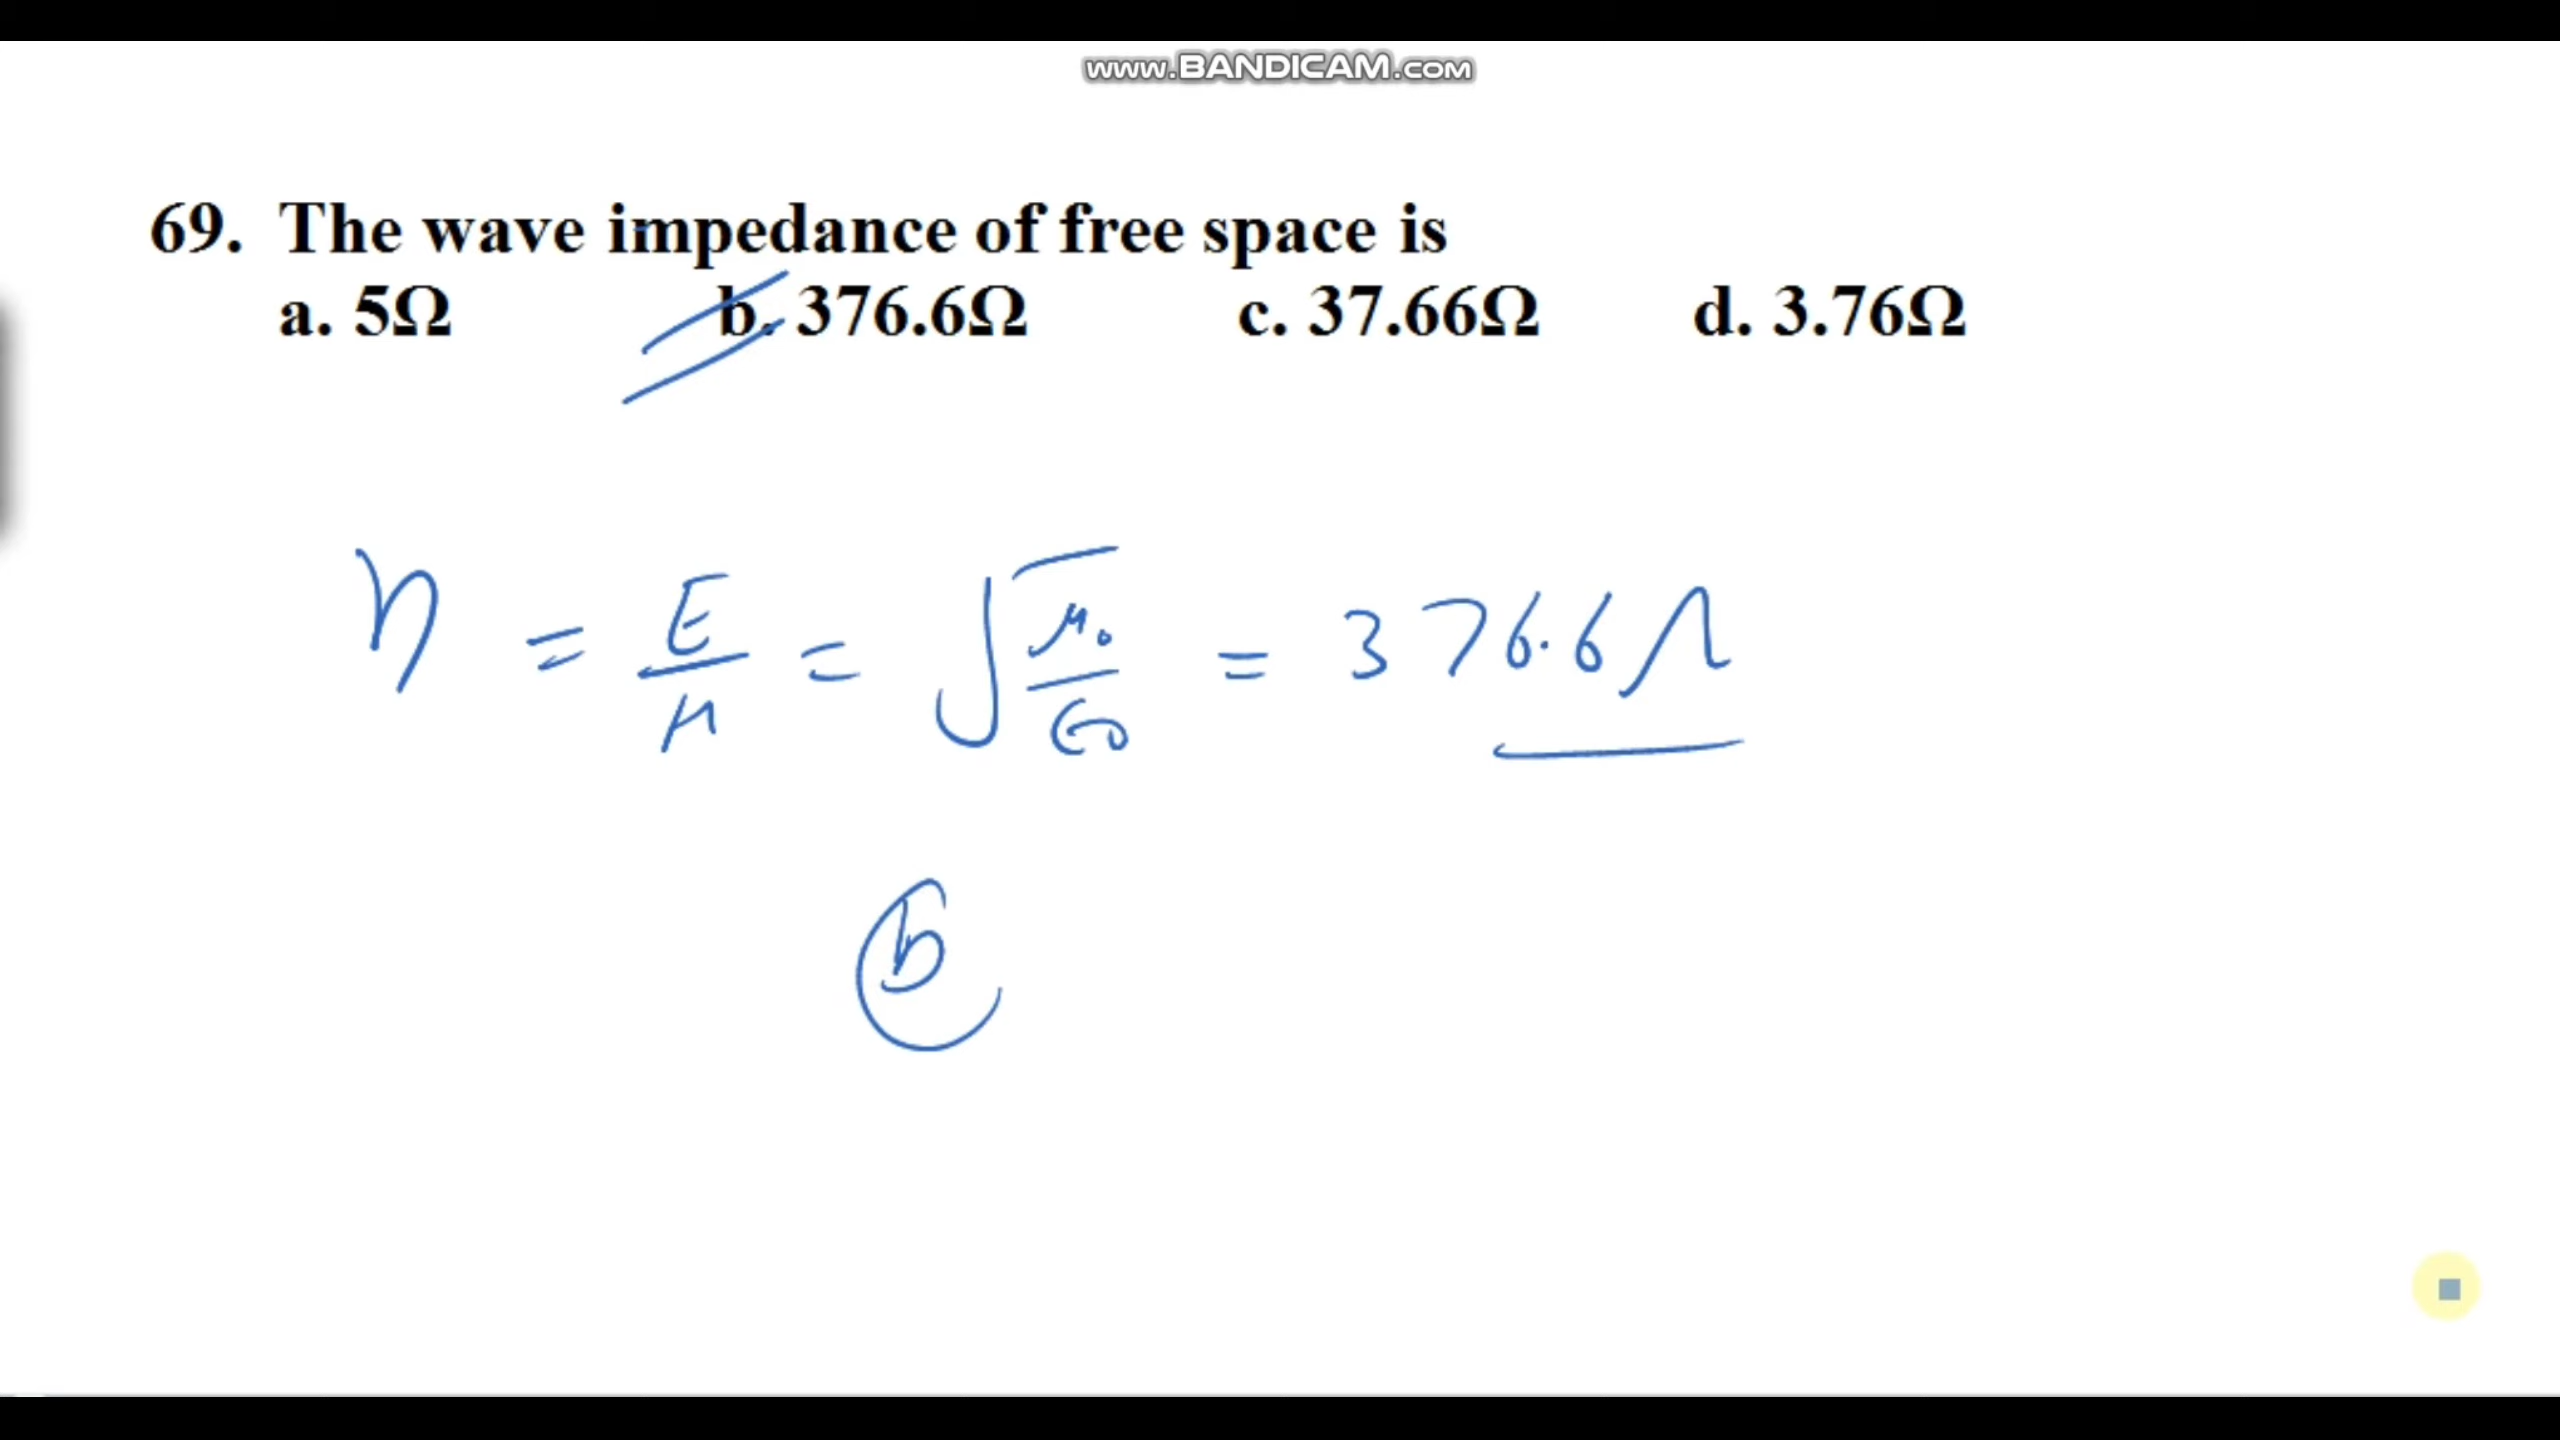 www.BANDICAM.com
69. The wave impedance of free space is
a. 5Ω b. 376.6Ω c. 37.66Ω d. 3.76Ω
η = E/H = √(μ₀/ϵ₀) = 376.6Ω
b